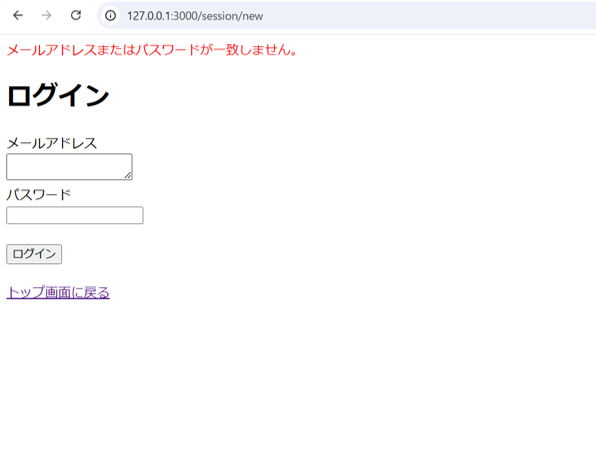 127.0.0.1:3000/session/new
メールアドレスまたはパスワードが一致しません。
ログイン
メールアドレス
パスワード
ログイン
トップ画面に戻る